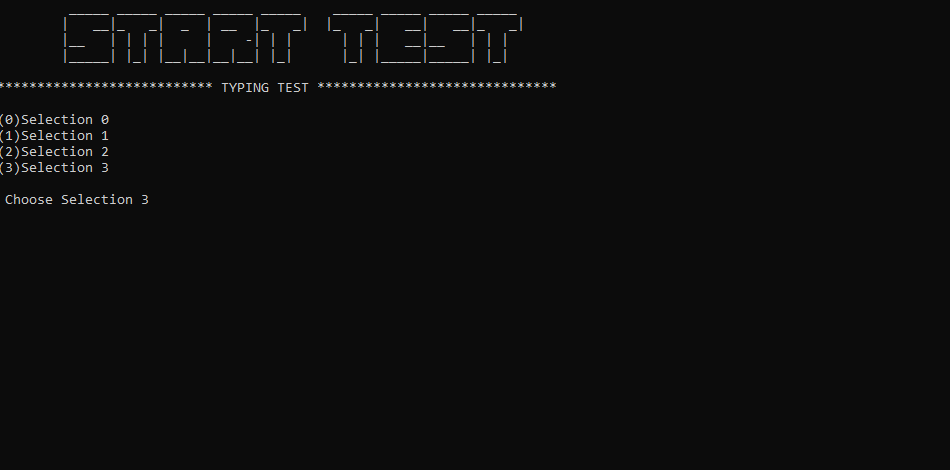 START TEST
*************************** TYPING TEST ******************************
(0)Selection 0
(1)Selection 1
(2)Selection 2
(3)Selection 3
Choose Selection 3